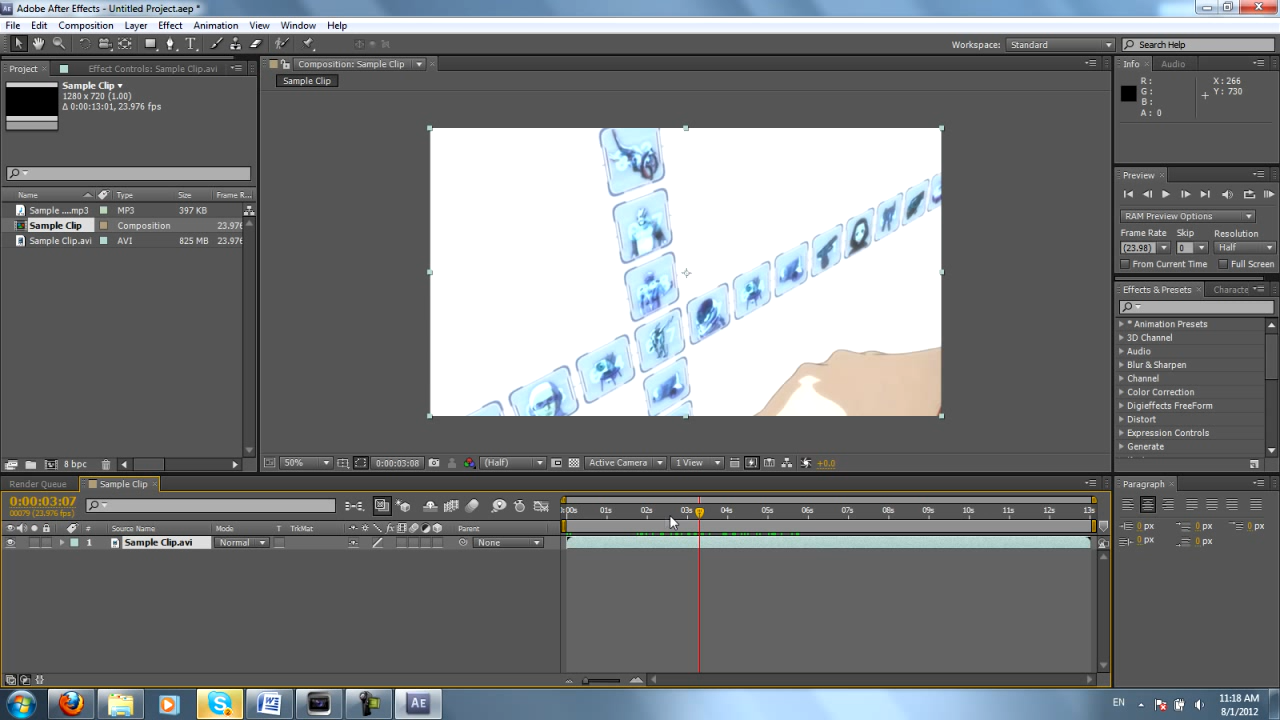 Adobe After Effects - Untitled Project.aep *
File Edit Composition Layer Effect Animation View Window Help
Workspace: Standard Search Help
Project Effect Controls: Sample Clip.avi
Composition: Sample Clip
Info Audio
Sample Clip
Sample Clip
1280 x 720 (1.00)
Δ 0:00:13:01, 23.976 fps
R :
G :
B :
A : 0
X : 266
Y : 730
Preview
RAM Preview Options
Frame Rate Skip Resolution
(23.98) 0 Half
From Current Time Full Screen
Name Type Size Frame R
Sample ....mp3 MP3 397 KB
Sample Clip Composition 23.976
Sample Clip.avi AVI 825 MB 23.976
Effects & Presets Characte
* Animation Presets
3D Channel
Audio
Blur & Sharpen
Channel
Color Correction
Digieffects FreeForm
Distort
Expression Controls
Generate
8 bpc
50% 0:00:03:08 (Half) Active Camera 1 View +0.0
Render Queue Sample Clip
Paragraph
0:00:03:07
00079 (23.976 fps)
:00s 01s 02s 03s 04s 05s 06s 07s 08s 09s 10s 11s 12s 13s
# Source Name Mode T TrkMat Parent
1 Sample Clip.avi Normal None
0 px 0 px 0 px
0 px 0 px
EN
11:18 AM
8/1/2012